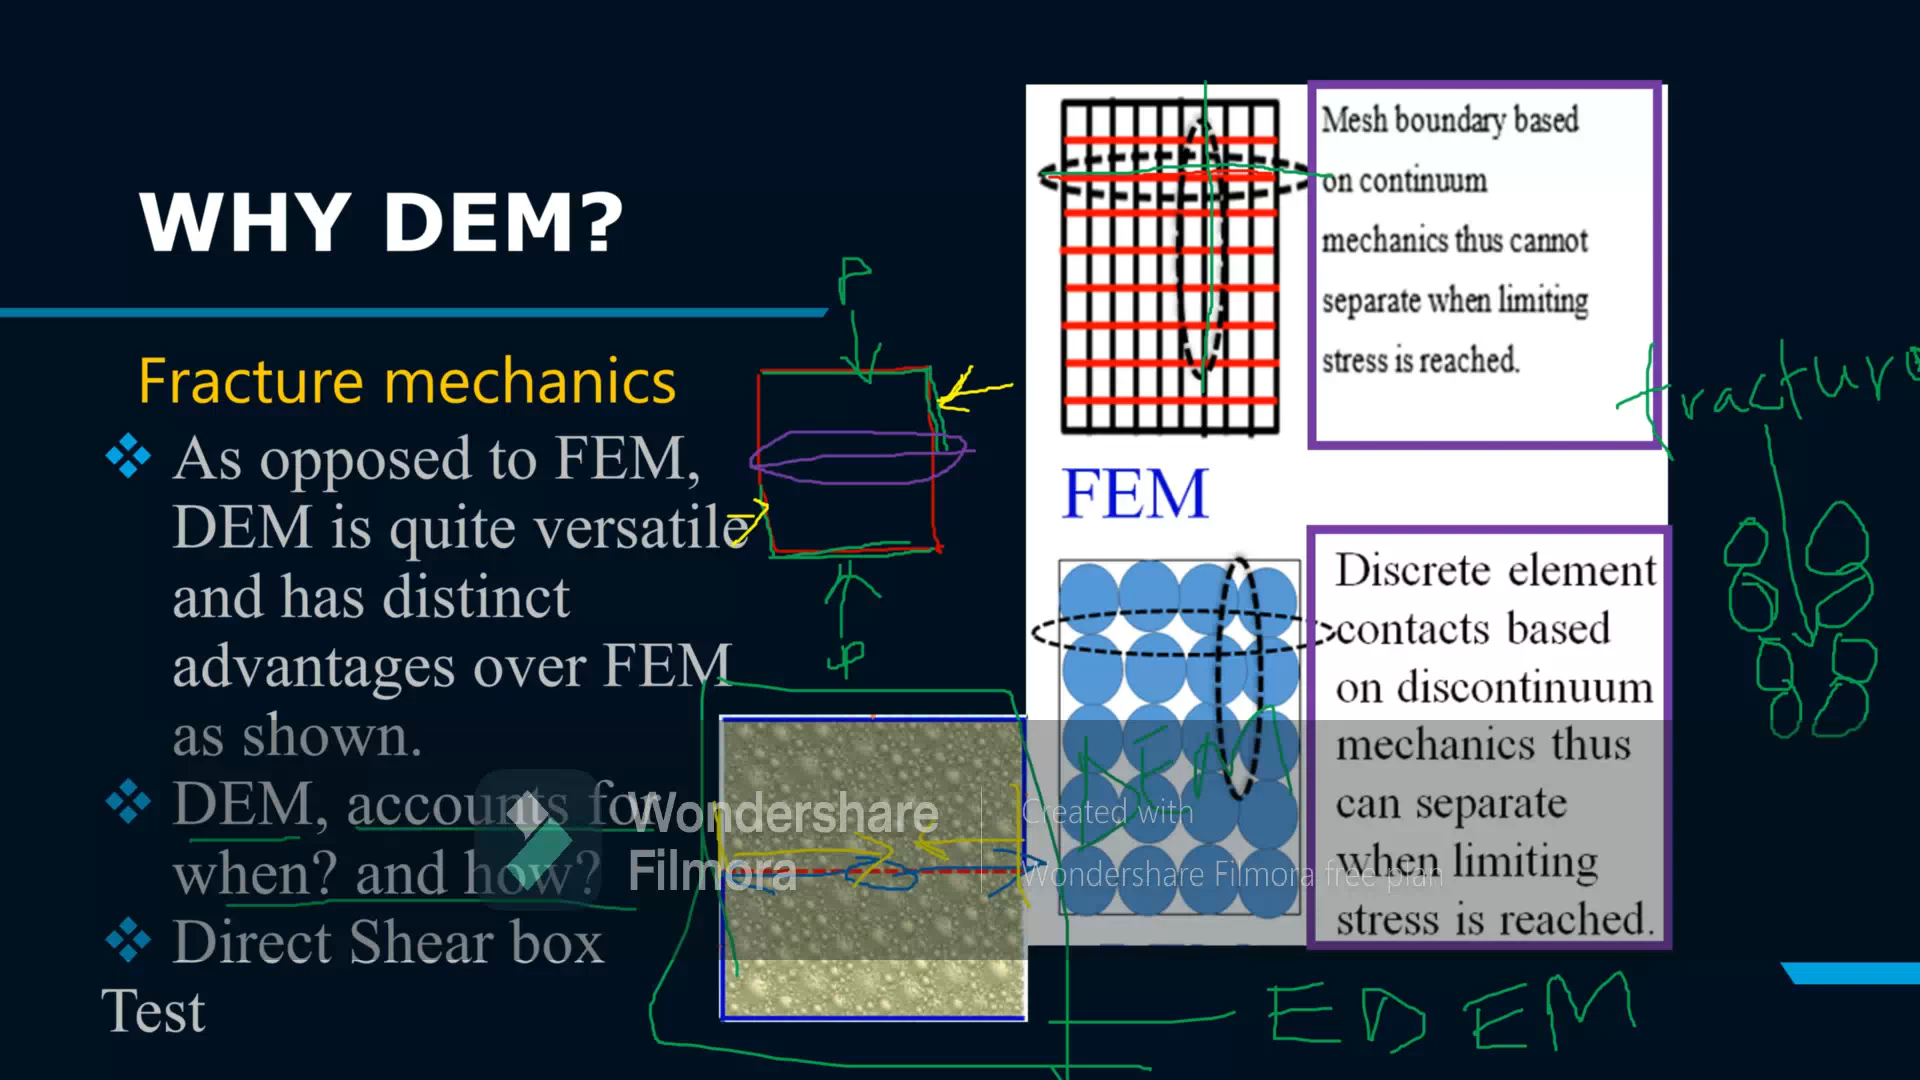 WHY DEM?
Fracture mechanics
As opposed to FEM,
DEM is quite versatile
and has distinct
advantages over FEM
as shown.
DEM, accounts for
when? and how?
Direct Shear box
Test
P
P
Mesh boundary based
on continuum
mechanics thus cannot
separate when limiting
stress is reached.
FEM
fracture
Discrete element
contacts based
on discontinuum
mechanics thus
can separate
when limiting
stress is reached.
DEM
Wondershare
Filmora
Created with
Wondershare Filmora free plan
EDEM